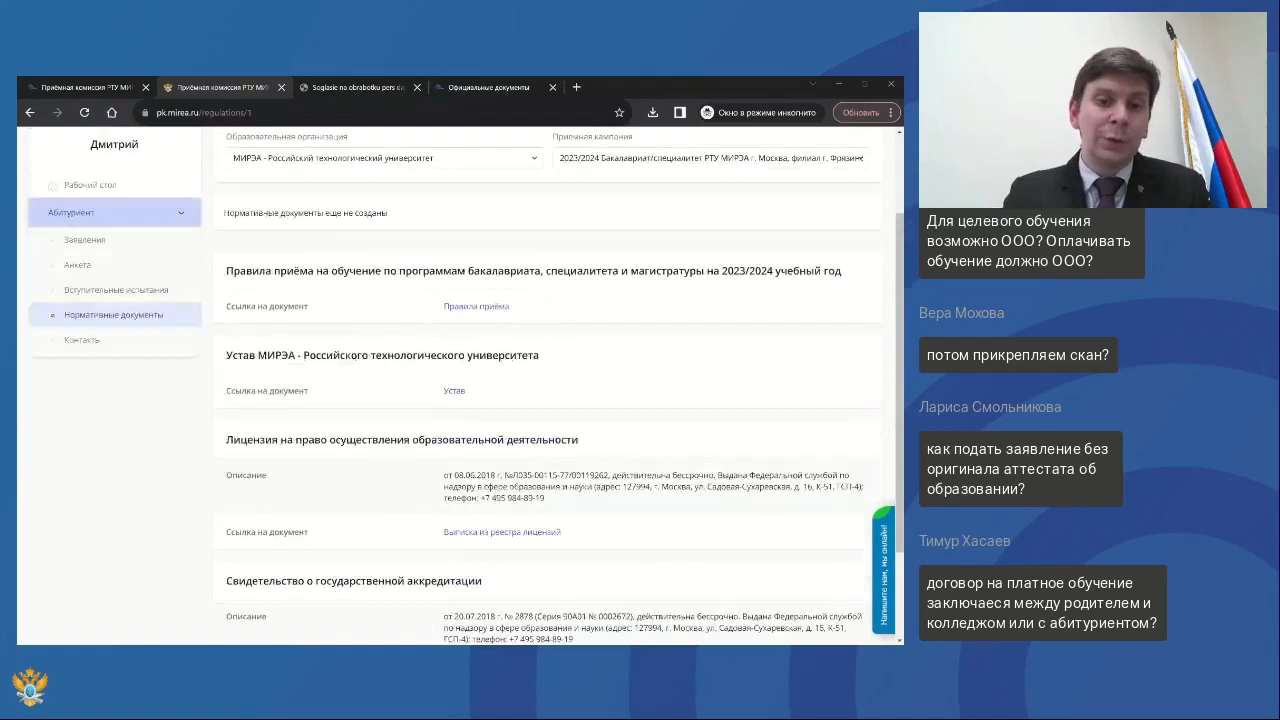 Приёмная комиссия РТУ МИ
Приёмная комиссия РТУ МИ
Soglasie na obrabotku pers da
Официальные документы
pk.mirea.ru/regulations/1
Окно в режиме инкогнито
Обновить
Дмитрий
Рабочий стол
Абитуриент
Заявления
Анкета
Вступительные испытания
Нормативные документы
Контакты
Образовательная организация
Приемная кампания
МИРЭА - Российский технологический университет
2023/2024 Бакалавриат/специалитет РТУ МИРЭА г. Москва, филиал г. Фрязин
Нормативные документы еще не созданы
Правила приёма на обучение по программам бакалавриата, специалитета и магистратуры на 2023/2024 учебный год
Ссылка на документ
Правила приёма
Устав МИРЭА - Российского технологического университета
Ссылка на документ
Устав
Лицензия на право осуществления образовательной деятельности
Описание
от 08.06.2018 г. №Л035-00115-77/00119262, действительна бессрочно. Выдана Федеральной службой по
надзору в сфере образования и науки (адрес: 127994, г. Москва, ул. Садовая-Сухаревская, д. 16, К-51, ГСП-4);
телефон: +7 495 984-89-19
Ссылка на документ
Выписка из реестра лицензий
Свидетельство о государственной аккредитации
Описание
от 20.07.2018 г. № 2878 (Серия 90А01 № 0002672), действительна бессрочно. Выдана Федеральной службой
по надзору в сфере образования и науки (адрес: 127994, г. Москва, ул. Садовая-Сухаревская, д. 16, К-51,
ГСП-4); телефон: +7 495 984-89-19
Напишите нам, мы онлайн!
Для целевого обучения
возможно ООО? Оплачивать
обучение должно ООО?
Вера Мохова
потом прикрепляем скан?
Лариса Смольникова
как подать заявление без
оригинала аттестата об
образовании?
Тимур Хасаев
договор на платное обучение
заключаеся между родителем и
колледжом или с абитуриентом?